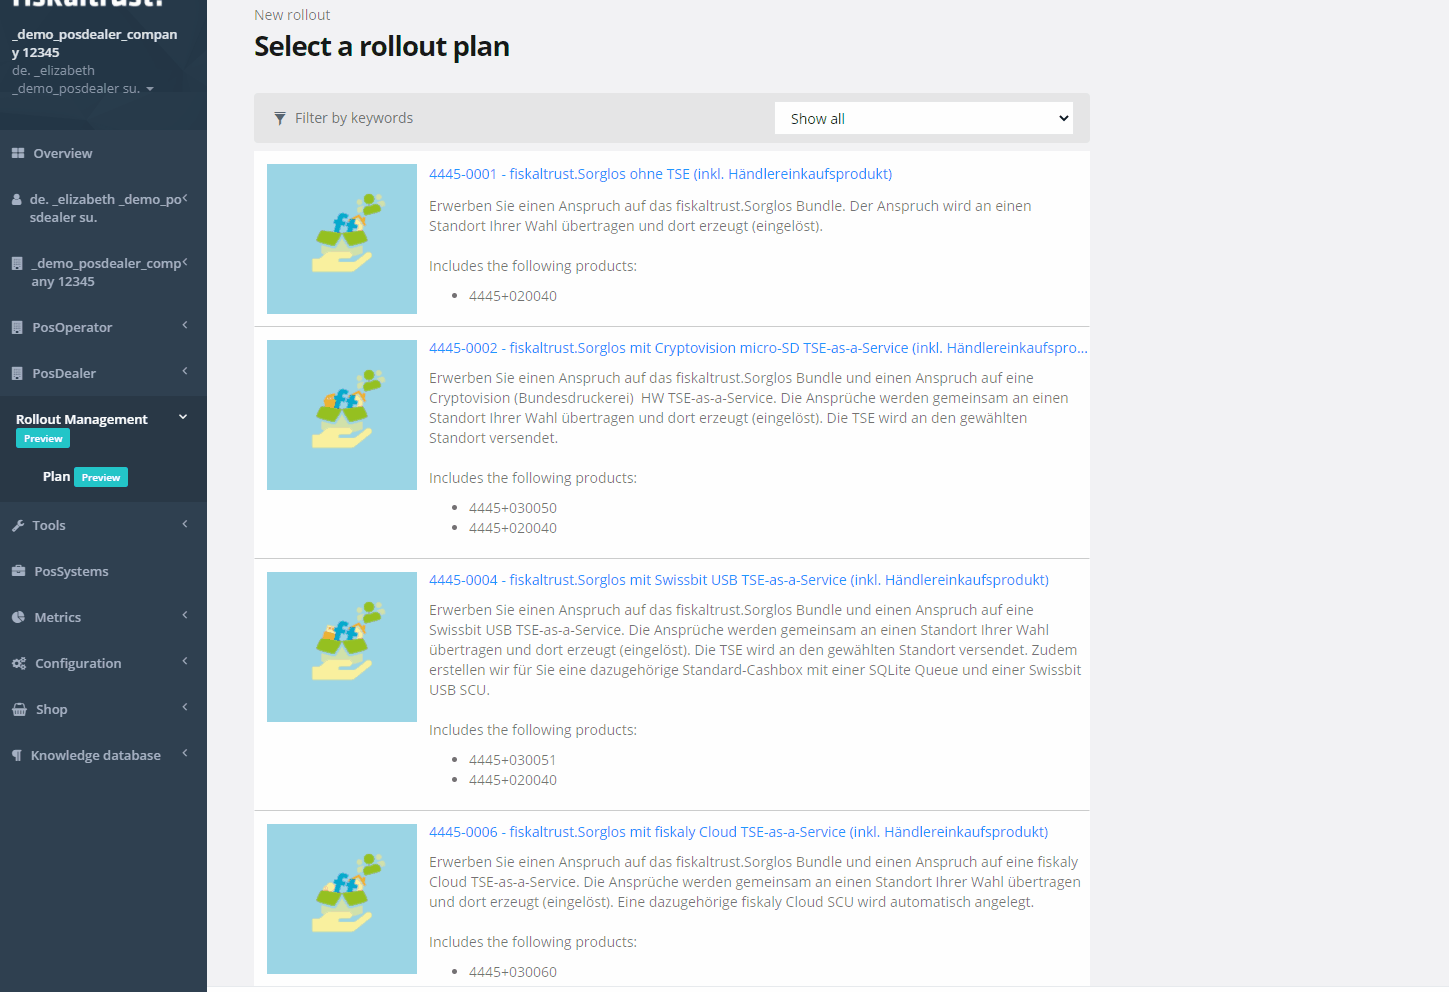 fiskaltrust.
_demo_posdealer_compan
y 12345
de. _elizabeth
_demo_posdealer su.
Overview
de. _elizabeth _demo_po
sdealer su.
_demo_posdealer_comp
any 12345
PosOperator
PosDealer
Rollout Management
Preview
Plan Preview
Tools
PosSystems
Metrics
Configuration
Shop
Knowledge database
New rollout
Select a rollout plan
Filter by keywords
Show all
4445-0001 - fiskaltrust.Sorglos ohne TSE (inkl. Händlereinkaufsprodukt)
Erwerben Sie einen Anspruch auf das fiskaltrust.Sorglos Bundle. Der Anspruch wird an einen
Standort Ihrer Wahl übertragen und dort erzeugt (eingelöst).
Includes the following products:
• 4445+020040
4445-0002 - fiskaltrust.Sorglos mit Cryptovision micro-SD TSE-as-a-Service (inkl. Händlereinkaufspro...
Erwerben Sie einen Anspruch auf das fiskaltrust.Sorglos Bundle und einen Anspruch auf eine
Cryptovision (Bundesdruckerei) HW TSE-as-a-Service. Die Ansprüche werden gemeinsam an einen
Standort Ihrer Wahl übertragen und dort erzeugt (eingelöst). Die TSE wird an den gewählten
Standort versendet.
Includes the following products:
• 4445+030050
• 4445+020040
4445-0004 - fiskaltrust.Sorglos mit Swissbit USB TSE-as-a-Service (inkl. Händlereinkaufsprodukt)
Erwerben Sie einen Anspruch auf das fiskaltrust.Sorglos Bundle und einen Anspruch auf eine
Swissbit USB TSE-as-a-Service. Die Ansprüche werden gemeinsam an einen Standort Ihrer Wahl
übertragen und dort erzeugt (eingelöst). Die TSE wird an den gewählten Standort versendet. Zudem
erstellen wir für Sie eine dazugehörige Standard-Cashbox mit einer SQLite Queue und einer Swissbit
USB SCU.
Includes the following products:
• 4445+030051
• 4445+020040
4445-0006 - fiskaltrust.Sorglos mit fiskaly Cloud TSE-as-a-Service (inkl. Händlereinkaufsprodukt)
Erwerben Sie einen Anspruch auf das fiskaltrust.Sorglos Bundle und einen Anspruch auf eine fiskaly
Cloud TSE-as-a-Service. Die Ansprüche werden gemeinsam an einen Standort Ihrer Wahl übertragen
und dort erzeugt (eingelöst). Eine dazugehörige fiskaly Cloud SCU wird automatisch angelegt.
Includes the following products:
• 4445+030060